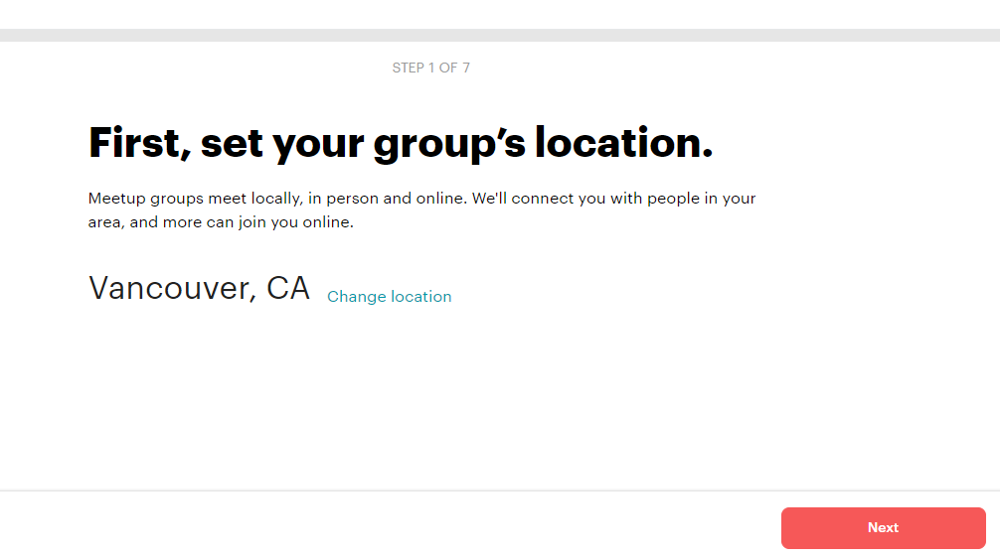 STEP 1 OF 7
First, set your group’s location.
Meetup groups meet locally, in person and online. We'll connect you with people in your
area, and more can join you online.
Vancouver, CA Change location
Next